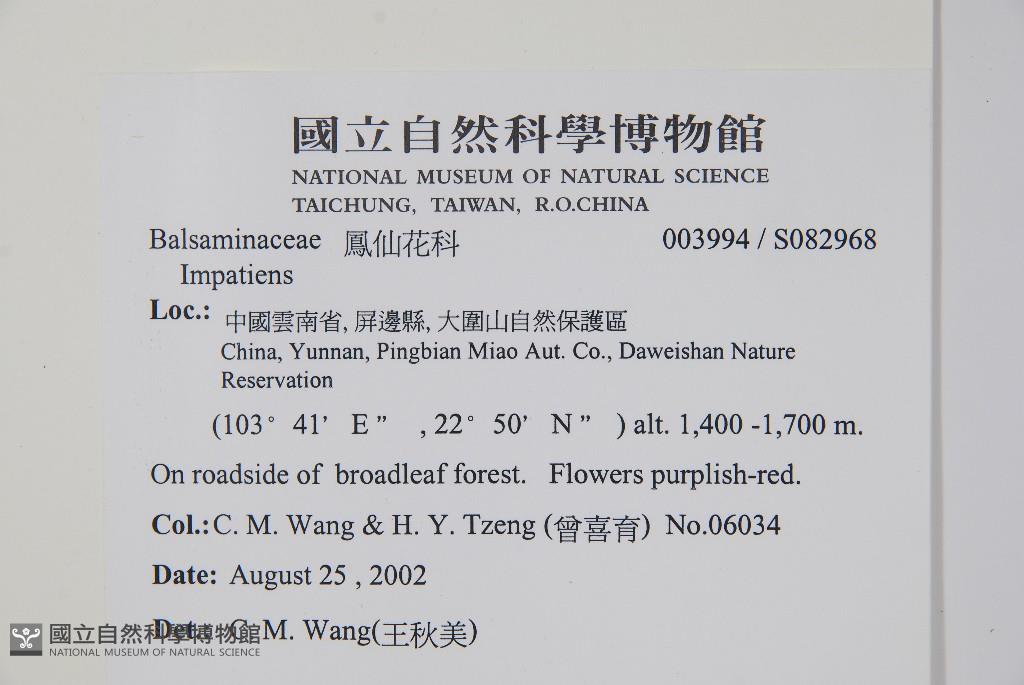 國立自然科學博物館
NATIONAL MUSEUM OF NATURAL SCIENCE
TAICHUNG, TAIWAN, R.O.CHINA
Balsaminaceae 鳳仙花科 003994 / S082968
Impatiens
Loc.: 中國雲南省, 屏邊縣, 大圍山自然保護區
China, Yunnan, Pingbian Miao Aut. Co., Daweishan Nature
Reservation
(103° 41’ E ” , 22° 50’ N ” ) alt. 1,400 -1,700 m.
On roadside of broadleaf forest. Flowers purplish-red.
Col.: C. M. Wang & H. Y. Tzeng (曾喜育) No.06034
Date: August 25 , 2002
Det.: C. M. Wang(王秋美)
國立自然科學博物館
NATIONAL MUSEUM OF NATURAL SCIENCE